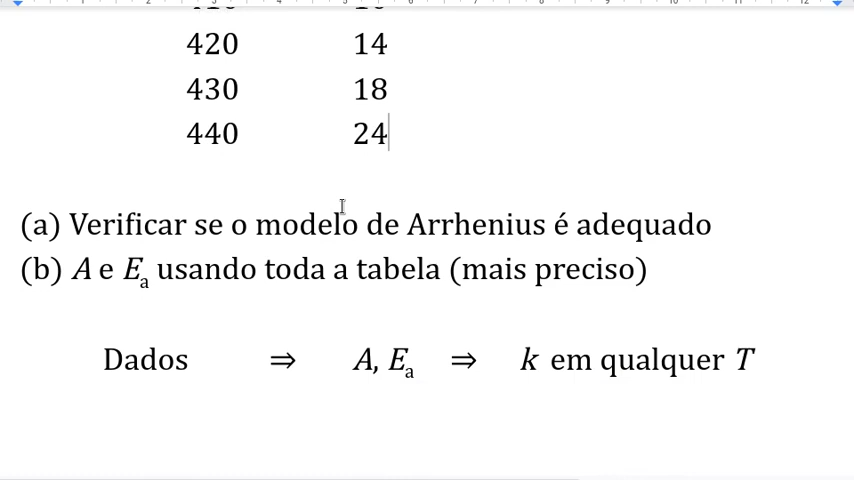 420 14
430 18
440 24
(a) Verificar se o modelo de Arrhenius é adequado
(b) A e Eₐ usando toda a tabela (mais preciso)
Dados ⇒ A, Eₐ ⇒ k em qualquer T